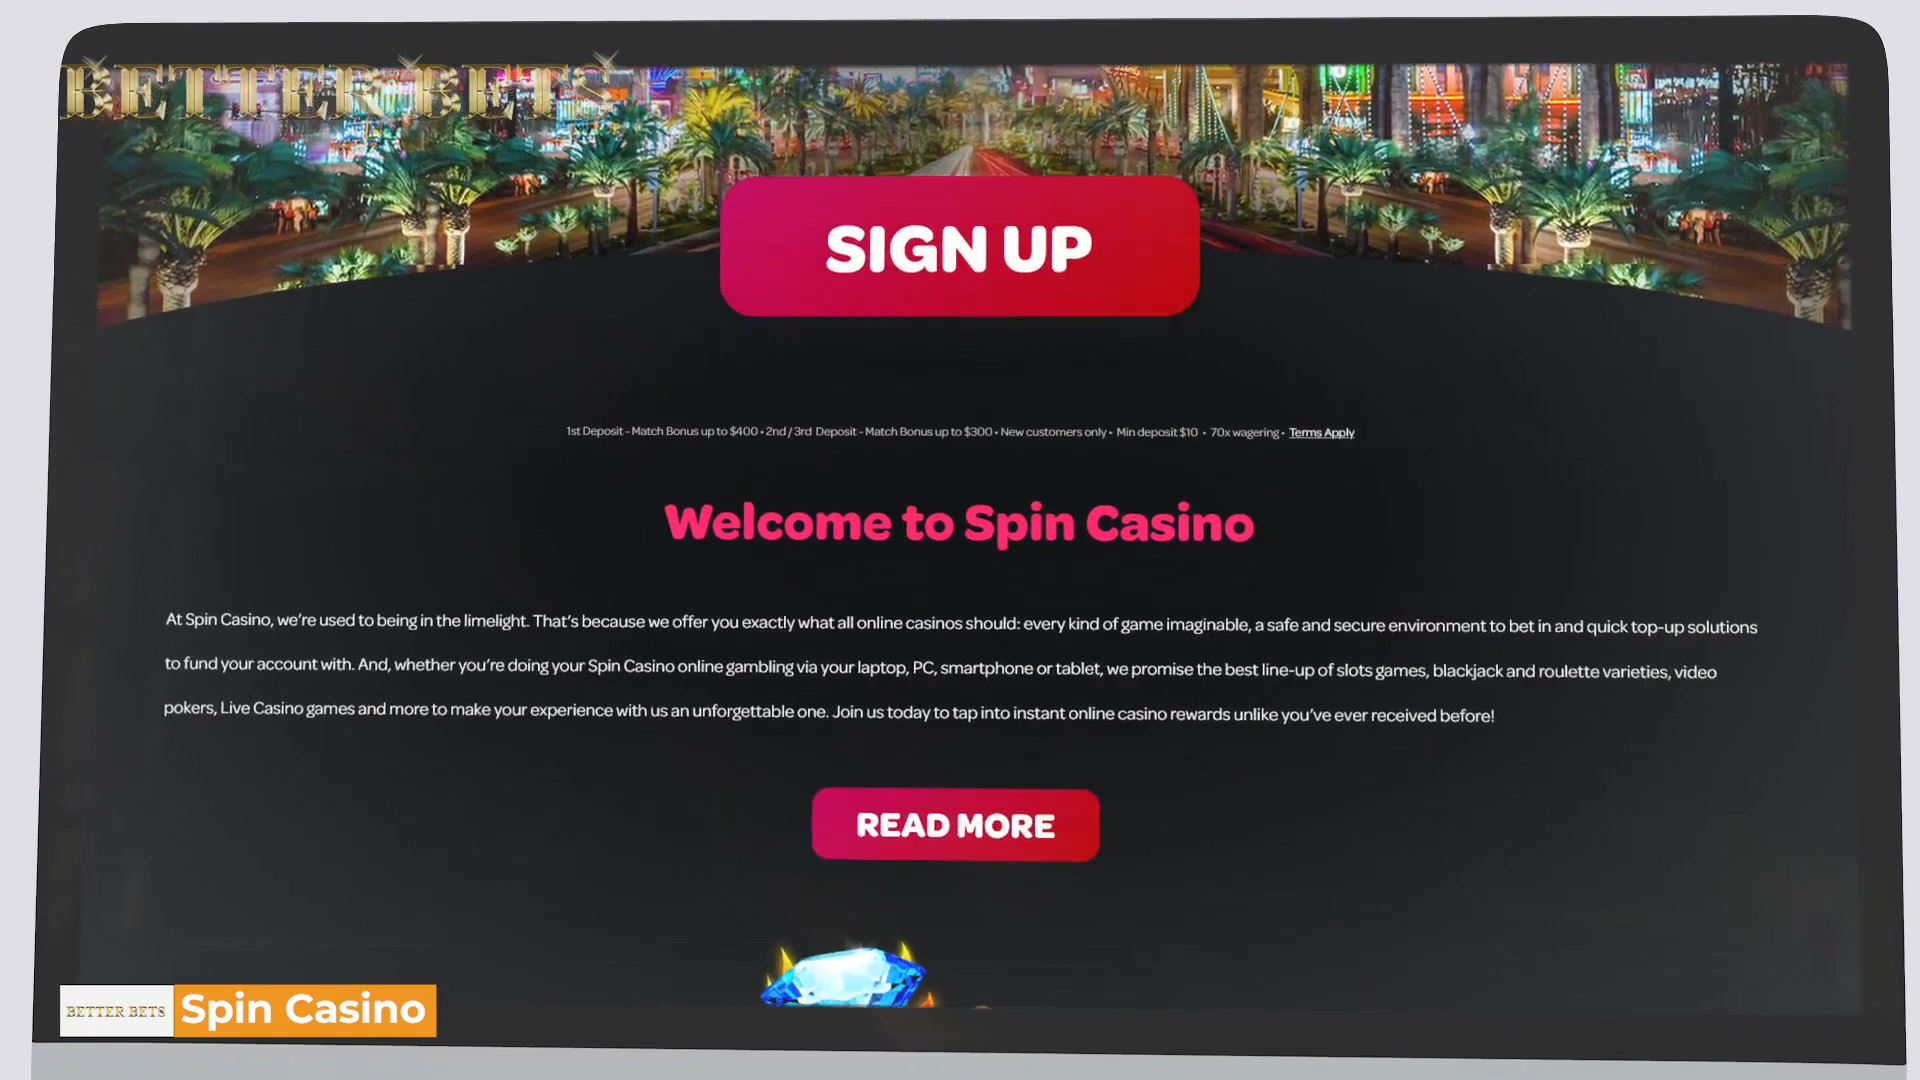 BETTER BETS
SIGN UP
1st Deposit - Match Bonus up to $400 • 2nd / 3rd Deposit - Match Bonus up to $300 • New customers only • Min deposit $10 • 70x wagering • Terms Apply
Welcome to Spin Casino
At Spin Casino, we're used to being in the limelight. That's because we offer you exactly what all online casinos should: every kind of game imaginable, a safe and secure environment to bet in and quick top-up solutions
to fund your account with. And, whether you're doing your Spin Casino online gambling via your laptop, PC, smartphone or tablet, we promise the best line-up of slots games, blackjack and roulette varieties, video
pokers, Live Casino games and more to make your experience with us an unforgettable one. Join us today to tap into instant online casino rewards unlike you've ever received before!
READ MORE
BETTER BETS Spin Casino